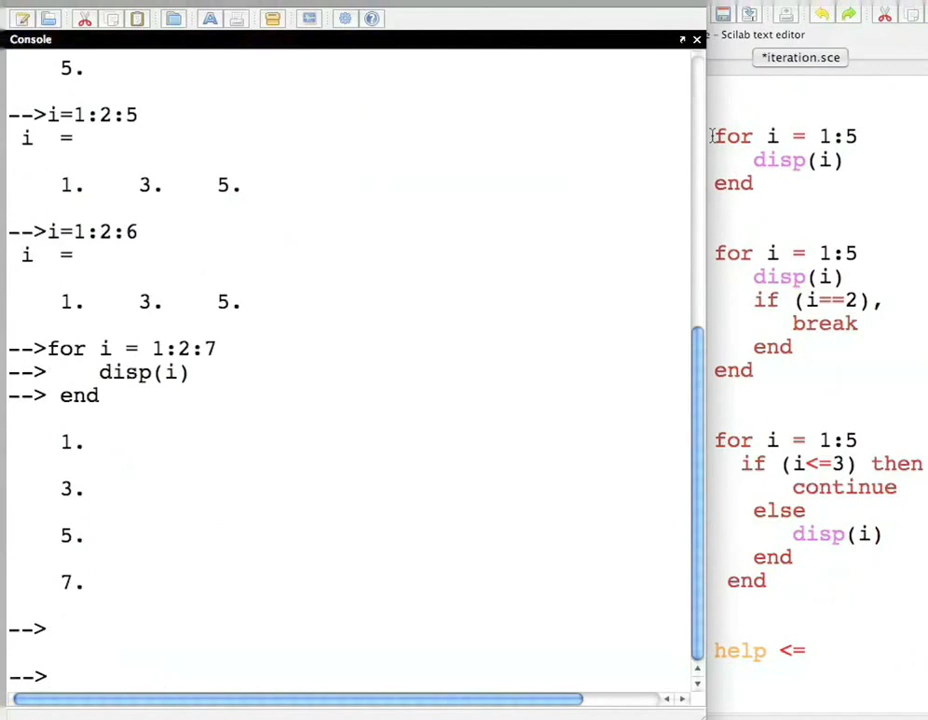 Console
5.
-->i=1:2:5
i  =
1.    3.    5.
-->i=1:2:6
i  =
1.    3.    5.
-->for i = 1:2:7
-->    disp(i)
--> end
1.
3.
5.
7.
-->
-->
– Scilab text editor
*iteration.sce
for i = 1:5
disp(i)
end
for i = 1:5
disp(i)
if (i==2),
break
end
end
for i = 1:5
if (i<=3) then
continue
else
disp(i)
end
end
help <=